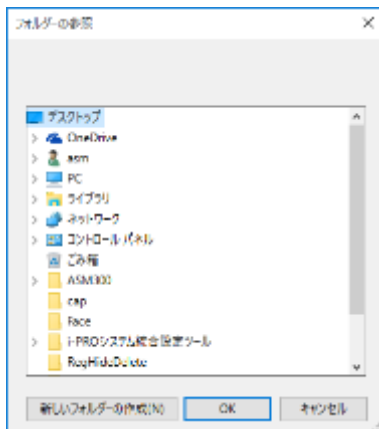 フォルダーの参照
デスクトップ
OneDrive
asm
PC
ライブラリ
ネットワーク
コントロール パネル
ごみ箱
ASM300
cap
Face
i-PROシステム統合設定ツール
RegHideDelete
新しいフォルダーの作成(N)
OK
キャンセル